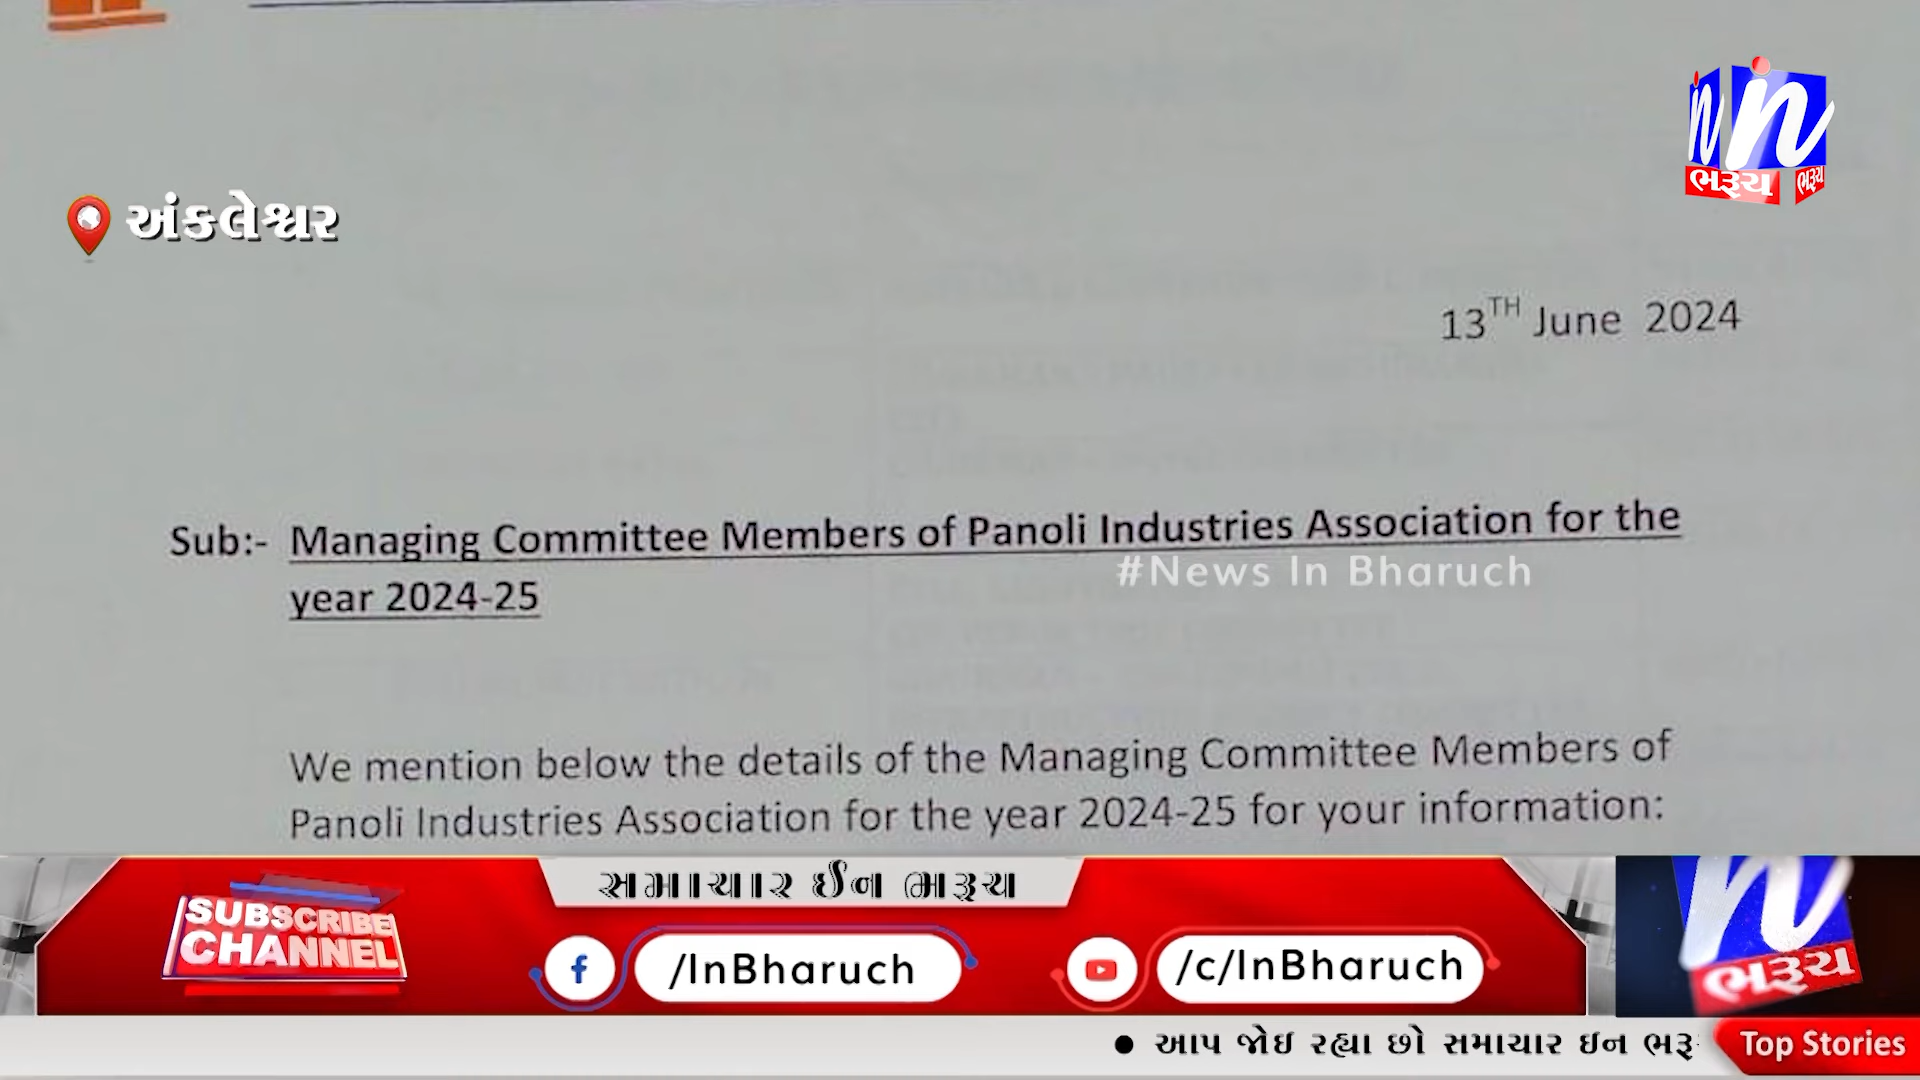 in
ભરૂચ
ભરૂચ
અંકલેશ્વર
13TH June 2024
Sub:- Managing Committee Members of Panoli Industries Association for the
year 2024-25
#News In Bharuch
We mention below the details of the Managing Committee Members of
Panoli Industries Association for the year 2024-25 for your information:
સમાચાર ઈન ભરૂચ
SUBSCRIBE
CHANNEL
/InBharuch
/c/InBharuch
ભરૂચ
● આપ જોઈ રહ્યા છો સમાચાર ઇન ભરૂ
Top Stories